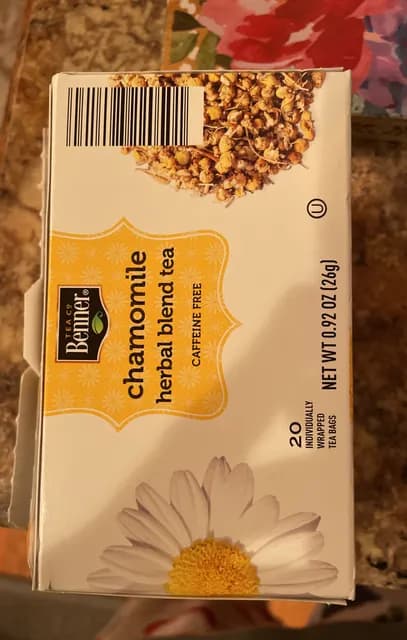 TEA CO
Benner®
chamomile
herbal blend tea
CAFFEINE FREE
20
INDIVIDUALLY
WRAPPED
TEA BAGS
NET WT 0.92 OZ (26g)
U